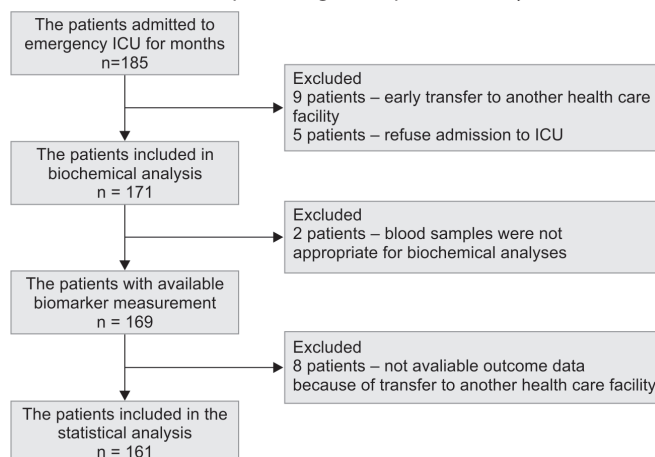 The patients admitted to
emergency ICU for months
n=185
Excluded
9 patients – early transfer to another health care
facility
5 patients – refuse admission to ICU
The patients included in
biochemical analysis
n = 171
Excluded
2 patients – blood samples were not
appropriate for biochemical analyses
The patients with available
biomarker measurement
n = 169
Excluded
8 patients – not avaliable outcome data
because of transfer to another health care facility
The patients included in the
statistical analysis
n = 161